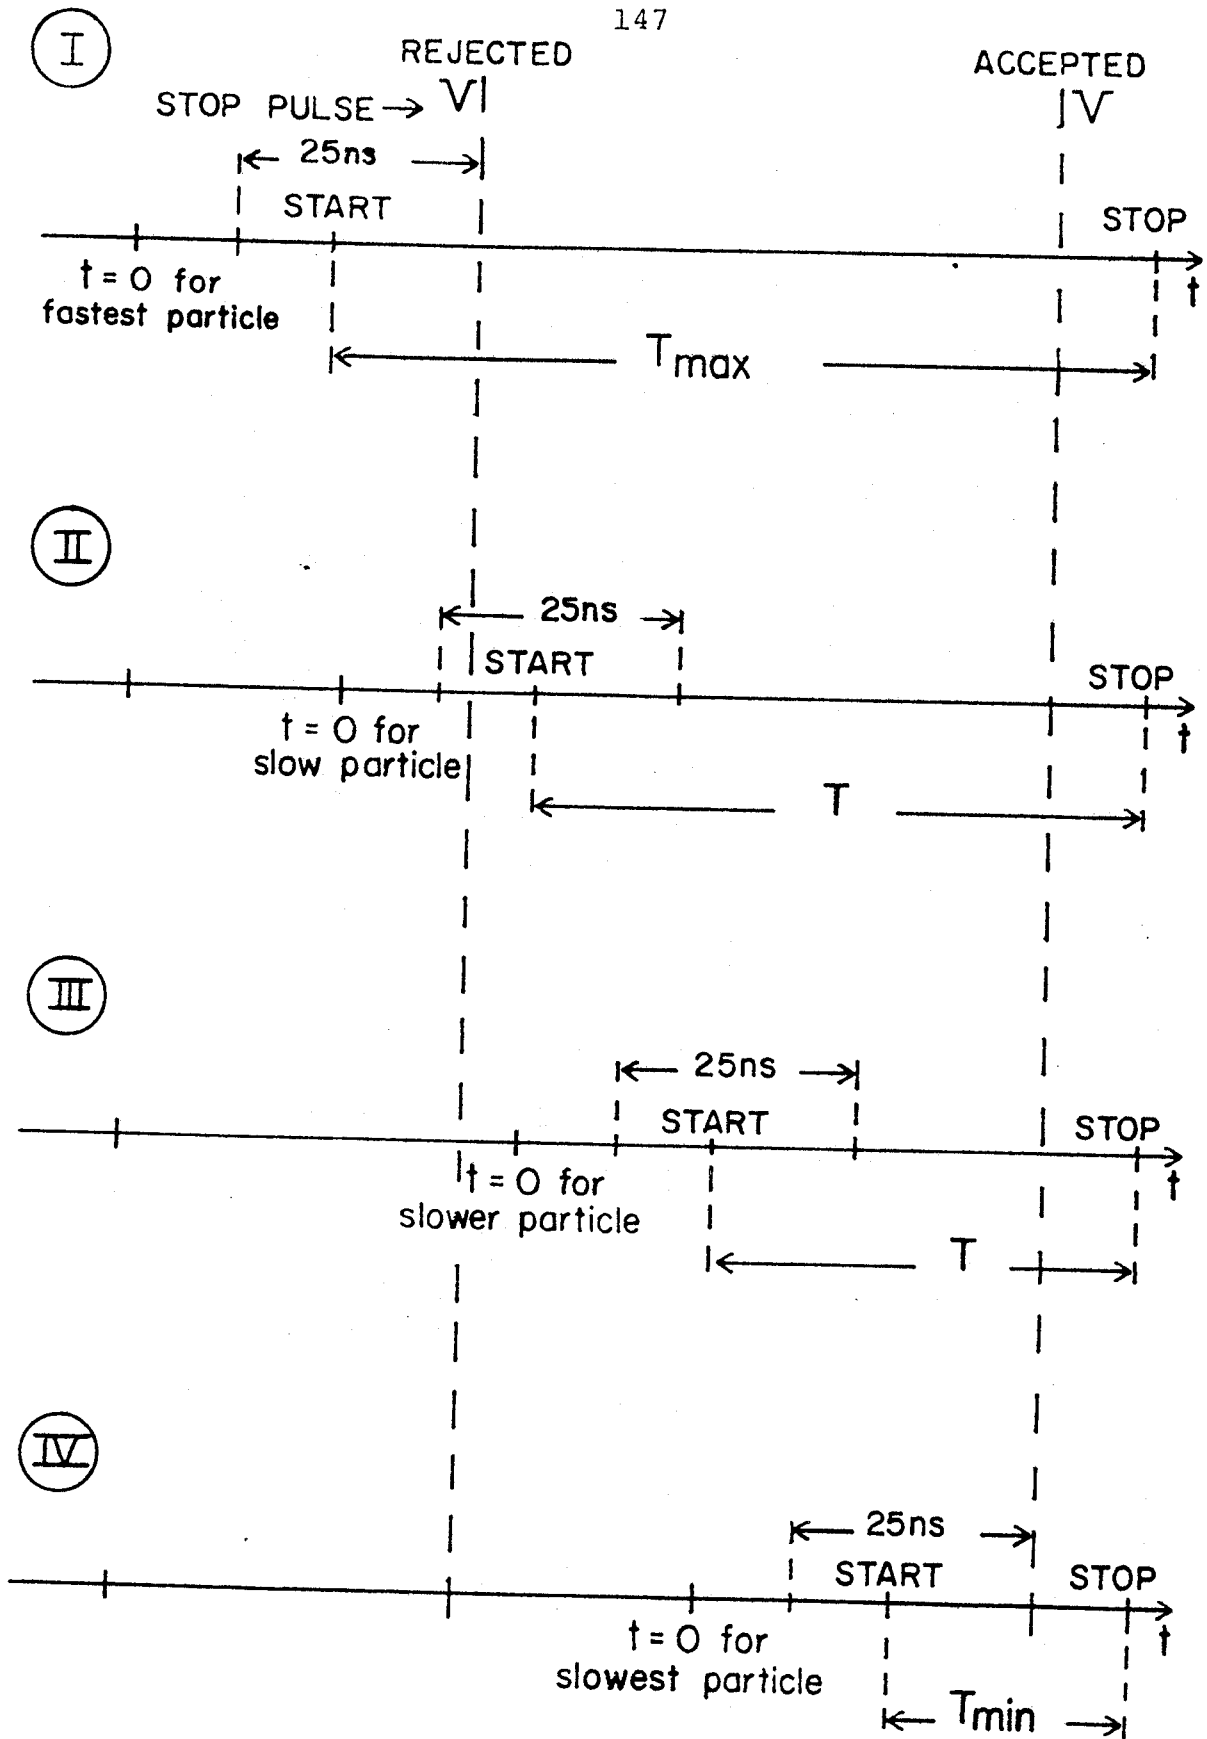 147
I
REJECTED
ACCEPTED
STOP PULSE →
25ns
START
STOP
t = 0 for
fastest particle
t
Tmax
II
25ns
START
STOP
t = 0 for
slow particle
t
T
III
25ns
START
STOP
t = 0 for
slower particle
t
T
IV
25ns
START
STOP
t = 0 for
slowest particle
t
Tmin